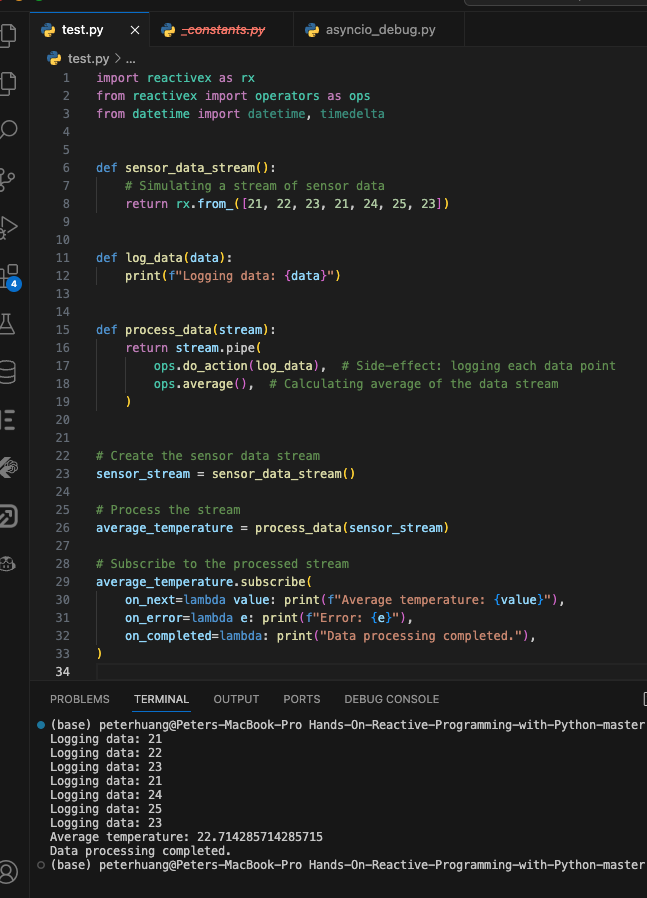 test.py
_constants.py
asyncio_debug.py
test.py > ...
1 import reactivex as rx
2 from reactivex import operators as ops
3 from datetime import datetime, timedelta
4
5
6 def sensor_data_stream():
7     # Simulating a stream of sensor data
8     return rx.from_([21, 22, 23, 21, 24, 25, 23])
9
10
11 def log_data(data):
12     print(f"Logging data: {data}")
13
14
15 def process_data(stream):
16     return stream.pipe(
17         ops.do_action(log_data),  # Side-effect: logging each data point
18         ops.average(),  # Calculating average of the data stream
19     )
20
21
22 # Create the sensor data stream
23 sensor_stream = sensor_data_stream()
24
25 # Process the stream
26 average_temperature = process_data(sensor_stream)
27
28 # Subscribe to the processed stream
29 average_temperature.subscribe(
30     on_next=lambda value: print(f"Average temperature: {value}"),
31     on_error=lambda e: print(f"Error: {e}"),
32     on_completed=lambda: print("Data processing completed."),
33 )
34
4
PROBLEMS TERMINAL OUTPUT PORTS DEBUG CONSOLE
(base) peterhuang@Peters-MacBook-Pro Hands-On-Reactive-Programming-with-Python-master
Logging data: 21
Logging data: 22
Logging data: 23
Logging data: 21
Logging data: 24
Logging data: 25
Logging data: 23
Average temperature: 22.714285714285715
Data processing completed.
(base) peterhuang@Peters-MacBook-Pro Hands-On-Reactive-Programming-with-Python-master